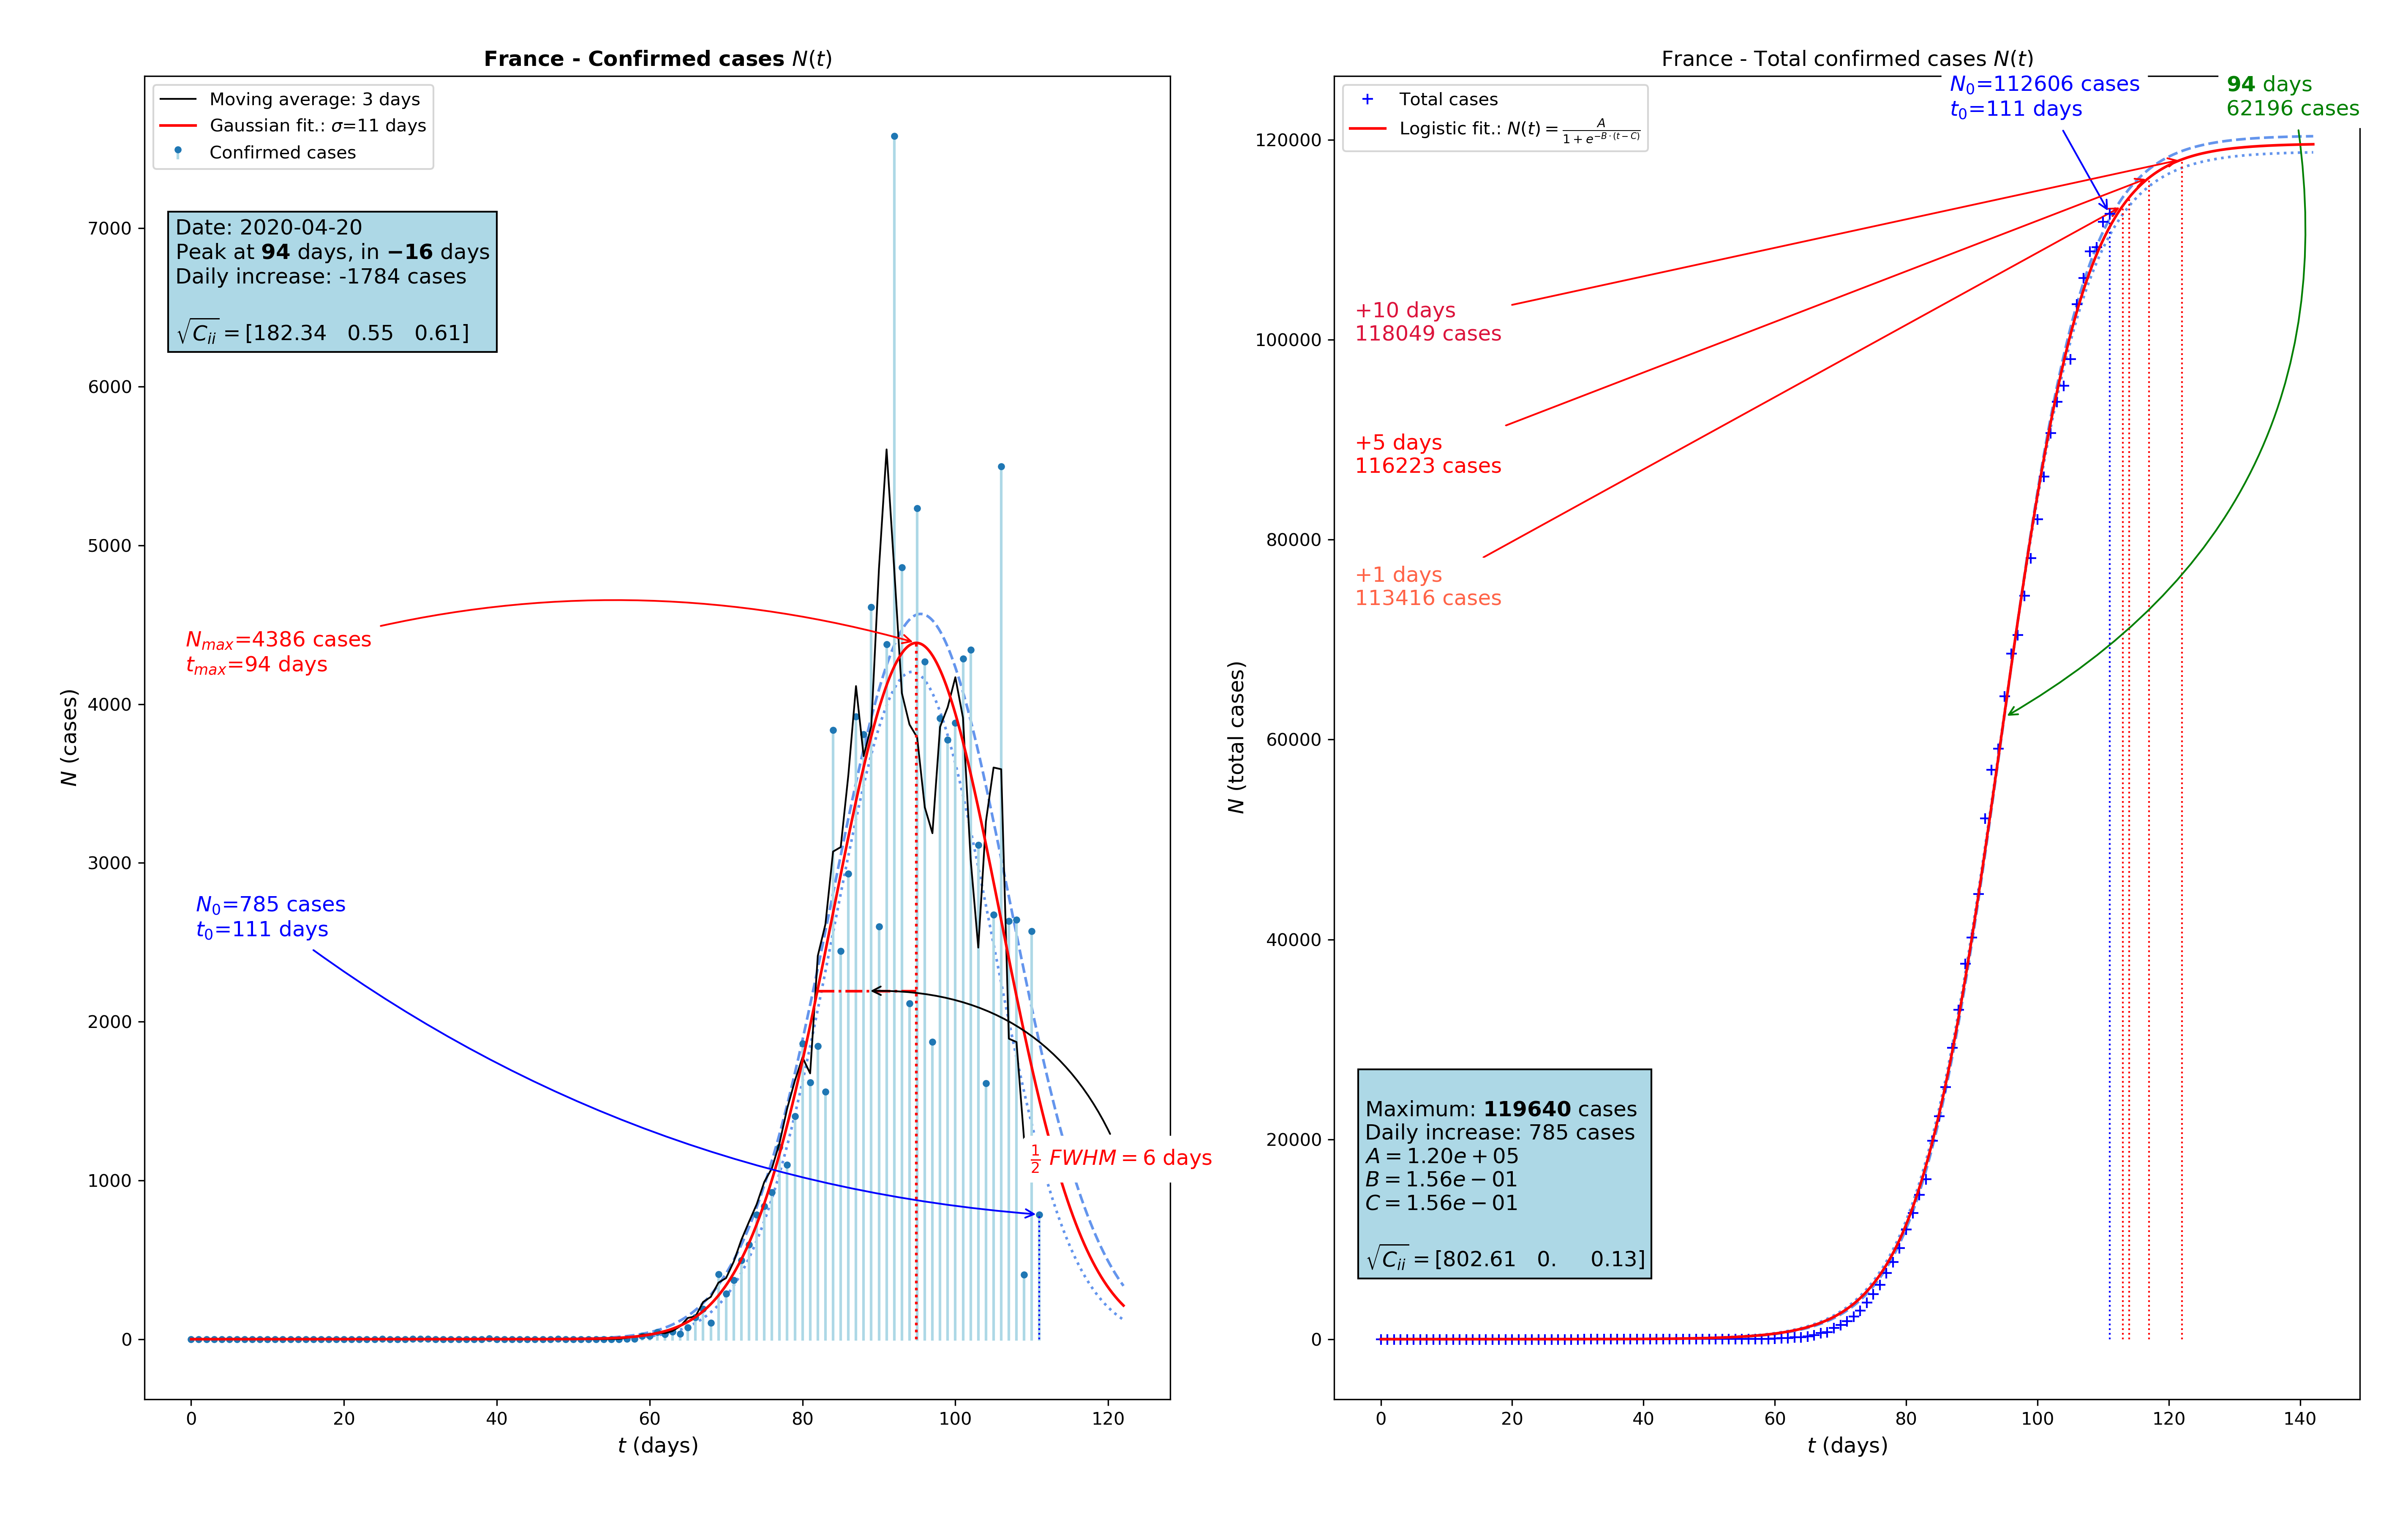 France - Confirmed cases N(t)
Moving average: 3 days
Gaussian fit.: σ=11 days
Confirmed cases
Date: 2020-04-20
Peak at 94 days, in −16 days
Daily increase: -1784 cases
√C_ii = [182.34 0.55 0.61]
N_max=4386 cases
t_max=94 days
N_0=785 cases
t_0=111 days
½ FWHM = 6 days
N (cases)
7000
6000
5000
4000
3000
2000
1000
0
0 20 40 60 80 100 120
t (days)
France - Total confirmed cases N(t)
Total cases
Logistic fit.: N(t) = A / (1 + e^{−B·(t−C)})
N_0=112606 cases
t_0=111 days
94 days
62196 cases
+10 days
118049 cases
+5 days
116223 cases
+1 days
113416 cases
Maximum: 119640 cases
Daily increase: 785 cases
A = 1.20e + 05
B = 1.56e − 01
C = 1.56e − 01
√C_ii = [802.61 0. 0.13]
N (total cases)
120000
100000
80000
60000
40000
20000
0
0 20 40 60 80 100 120 140
t (days)